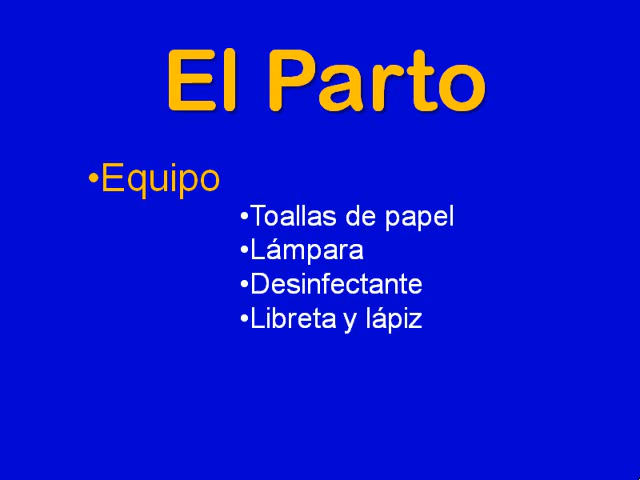 El Parto
•Equipo
•Toallas de papel
•Lámpara
•Desinfectante
•Libreta y lápiz